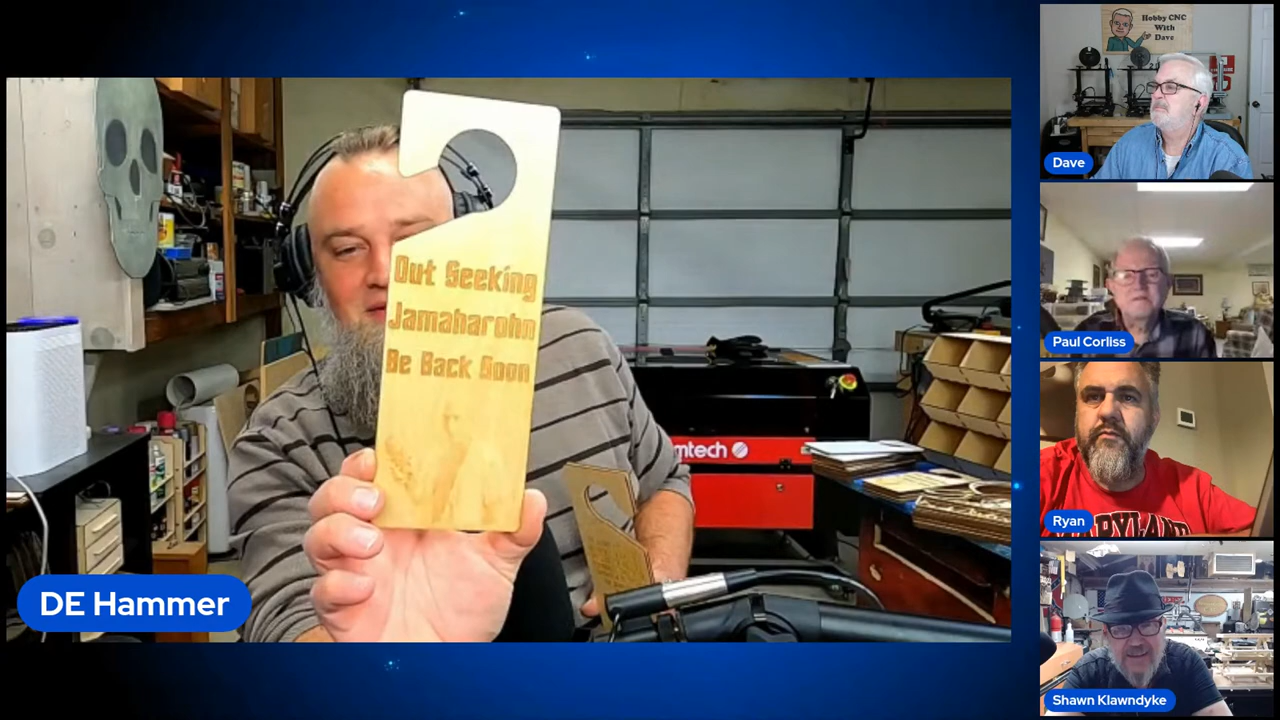 Out Seeking
Jamaharohn
Be Back Soon
mtech
DE Hammer
Hobby CNC
With
Dave
Dave
Paul Corliss
Ryan
MARYLAND
Shawn Klawndyke